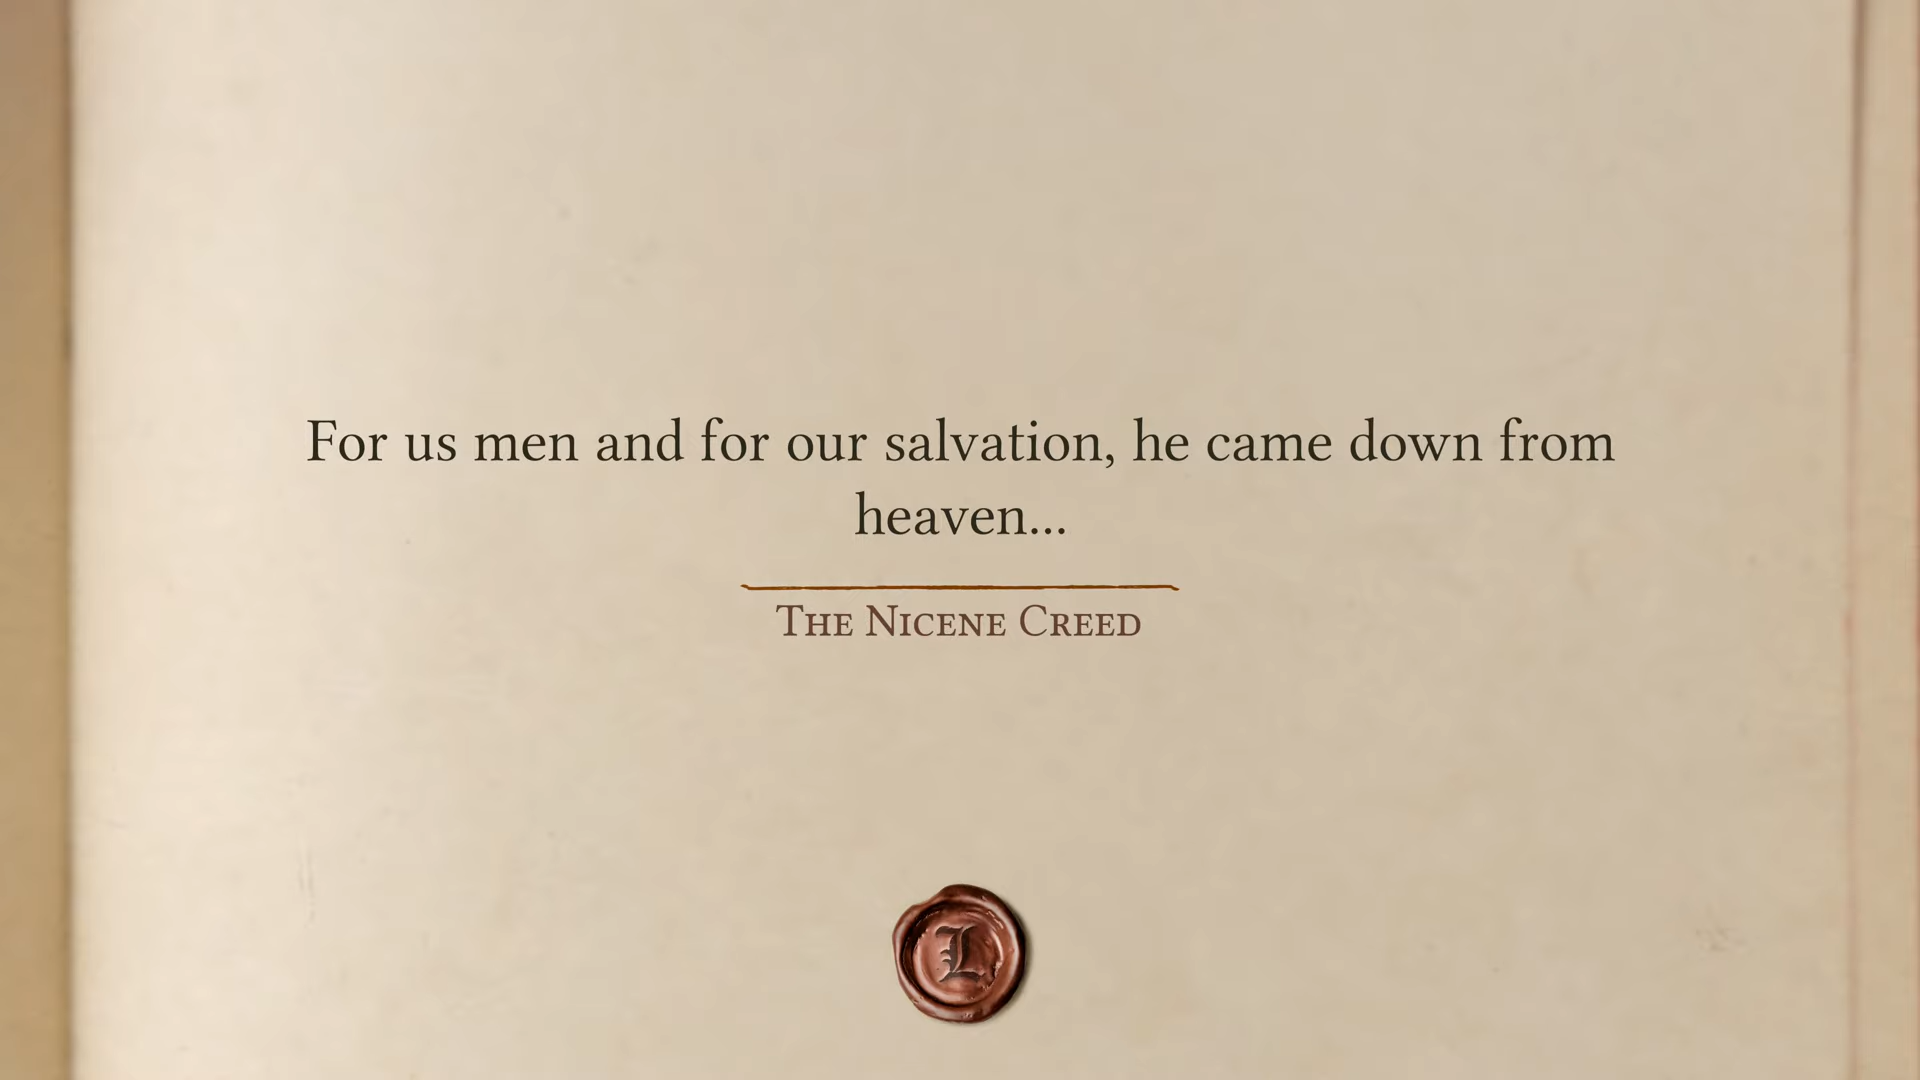 For us men and for our salvation, he came down from
heaven...
The Nicene Creed
L